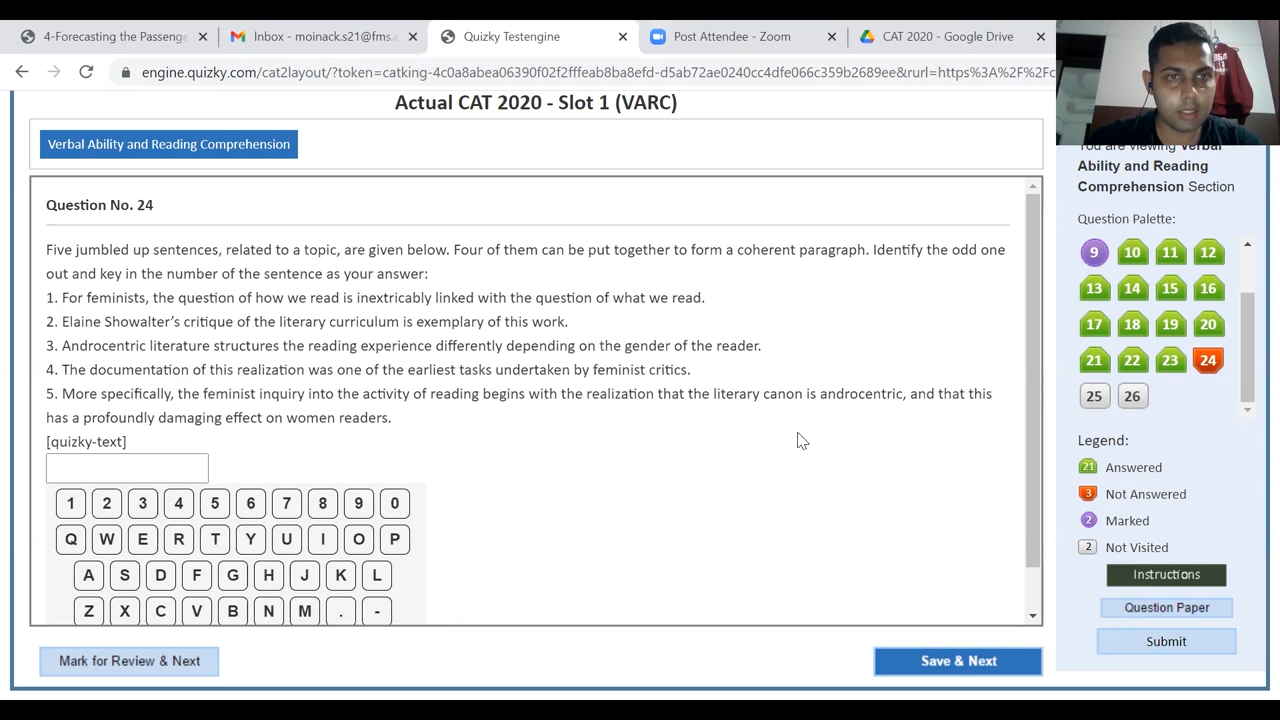 4-Forecasting the Passenge
Inbox - moinack.s21@fms.e
Quizky Testengine
Post Attendee - Zoom
CAT 2020 - Google Drive
engine.quizky.com/cat2layout/?token=catking-4c0a8abea06390f02f2fffeab8ba8efd-d5ab72ae0240cc4dfe066c359b2689ee&rurl=https%3A%2F%2Fc
Actual CAT 2020 - Slot 1 (VARC)
Verbal Ability and Reading Comprehension
Question No. 24
Five jumbled up sentences, related to a topic, are given below. Four of them can be put together to form a coherent paragraph. Identify the odd one
out and key in the number of the sentence as your answer:
1. For feminists, the question of how we read is inextricably linked with the question of what we read.
2. Elaine Showalter's critique of the literary curriculum is exemplary of this work.
3. Androcentric literature structures the reading experience differently depending on the gender of the reader.
4. The documentation of this realization was one of the earliest tasks undertaken by feminist critics.
5. More specifically, the feminist inquiry into the activity of reading begins with the realization that the literary canon is androcentric, and that this
has a profoundly damaging effect on women readers.
[quizky-text]
1 2 3 4 5 6 7 8 9 0
Q W E R T Y U I O P
A S D F G H J K L
Z X C V B N M . -
Mark for Review & Next
Save & Next
You are viewing Verbal
Ability and Reading
Comprehension Section
Question Palette:
9 10 11 12
13 14 15 16
17 18 19 20
21 22 23 24
25 26
Legend:
21 Answered
3 Not Answered
2 Marked
2 Not Visited
Instructions
Question Paper
Submit